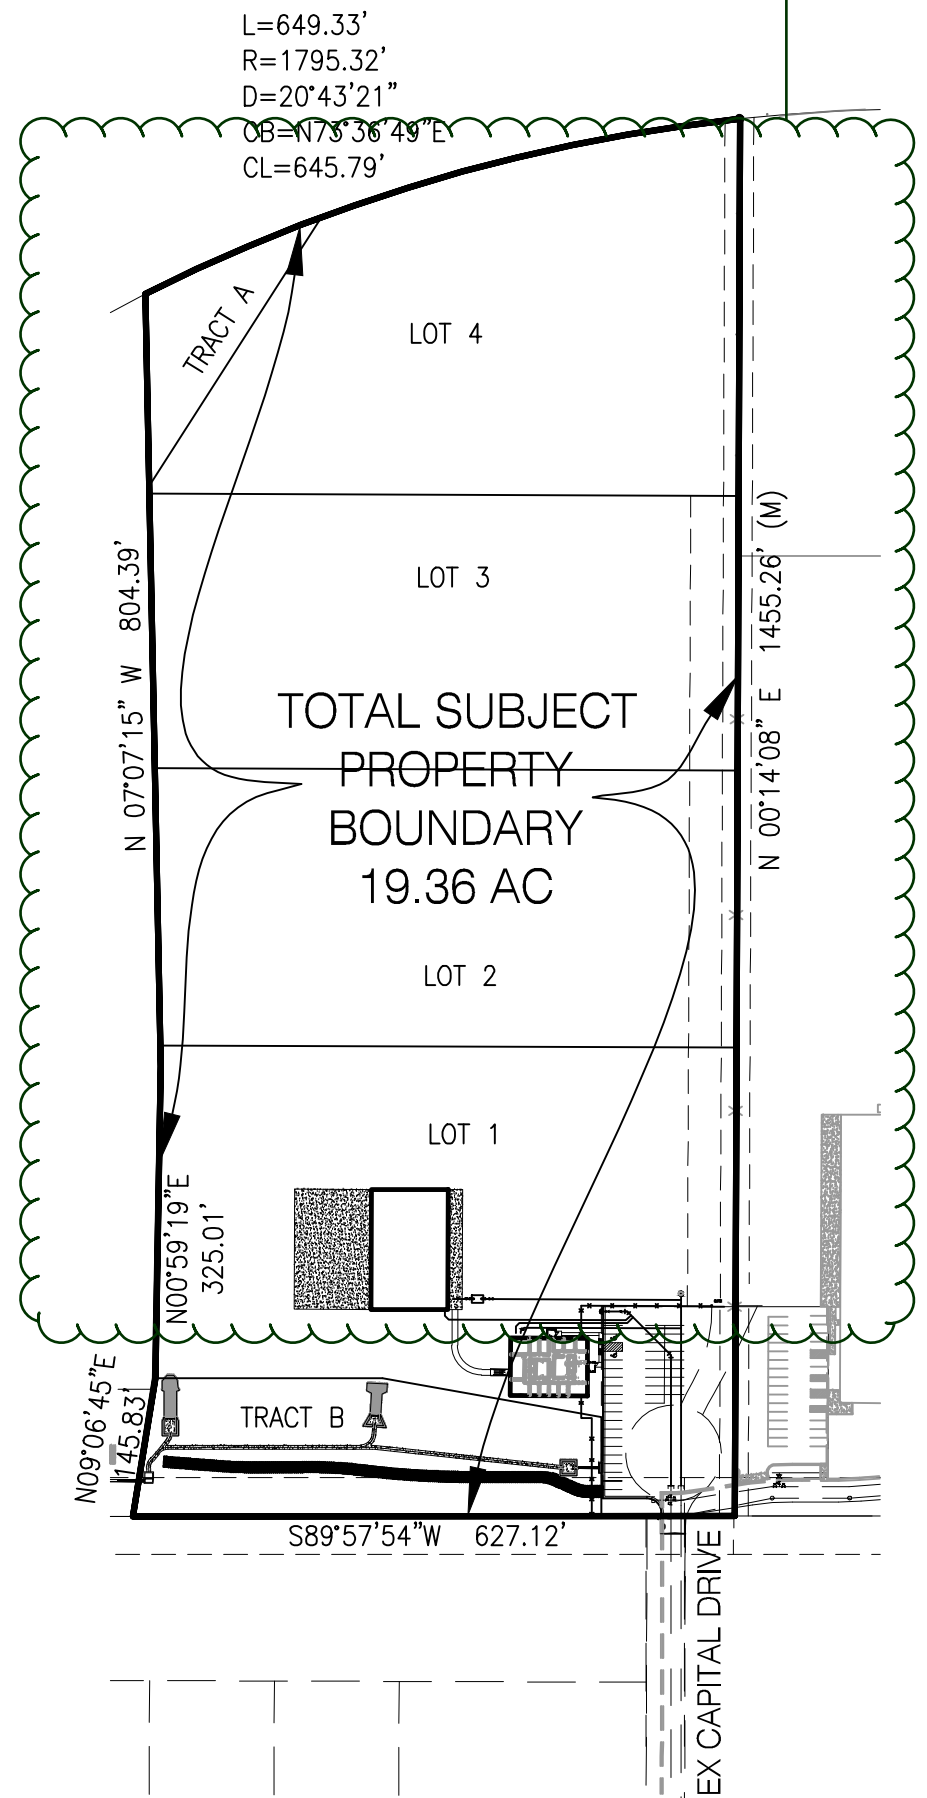 L=649.33'
R=1795.32'
D=20°43'21"
CB=N73°36'49"E
CL=645.79'
TRACT A
LOT 4
LOT 3
N 07°07'15" W 804.39'
N 00°14'08" E 1455.26' (M)
TOTAL SUBJECT
PROPERTY
BOUNDARY
19.36 AC
LOT 2
LOT 1
N00°59'19"E
325.01'
N09°06'45"E
145.83'
TRACT B
S89°57'54"W 627.12'
EX CAPITAL DRIVE